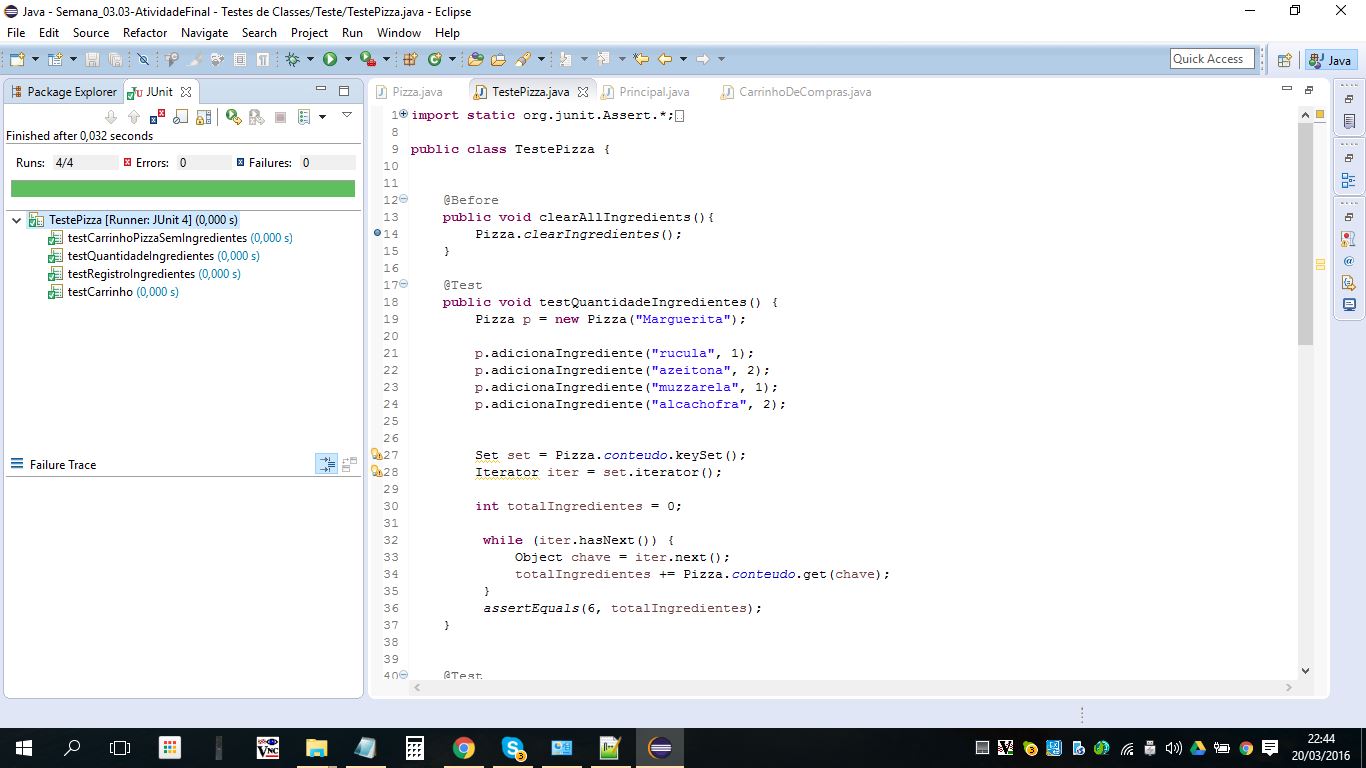 Java - Semana_03.03-AtividadeFinal - Testes de Classes/Teste/TestePizza.java - Eclipse
File Edit Source Refactor Navigate Search Project Run Window Help
Quick Access
Java
Package Explorer
JUnit
Finished after 0,032 seconds
Runs: 4/4 Errors: 0 Failures: 0
TestePizza [Runner: JUnit 4] (0,000 s)
testCarrinhoPizzaSemIngredientes (0,000 s)
testQuantidadeIngredientes (0,000 s)
testRegistroIngredientes (0,000 s)
testCarrinho (0,000 s)
Failure Trace
Pizza.java TestePizza.java Principal.java CarrinhoDeCompras.java
1 import static org.junit.Assert.*;
8
9 public class TestePizza {
10
11
12 @Before
13 public void clearAllIngredients(){
14 Pizza.clearIngredientes();
15 }
16
17 @Test
18 public void testQuantidadeIngredientes() {
19 Pizza p = new Pizza("Marguerita");
20
21 p.adicionaIngrediente("rucula", 1);
22 p.adicionaIngrediente("azeitona", 2);
23 p.adicionaIngrediente("muzzarela", 1);
24 p.adicionaIngrediente("alcachofra", 2);
25
26
27 Set set = Pizza.conteudo.keySet();
28 Iterator iter = set.iterator();
29
30 int totalIngredientes = 0;
31
32 while (iter.hasNext()) {
33 Object chave = iter.next();
34 totalIngredientes += Pizza.conteudo.get(chave);
35 }
36 assertEquals(6, totalIngredientes);
37 }
38
39
40 @Test
22:44
20/03/2016